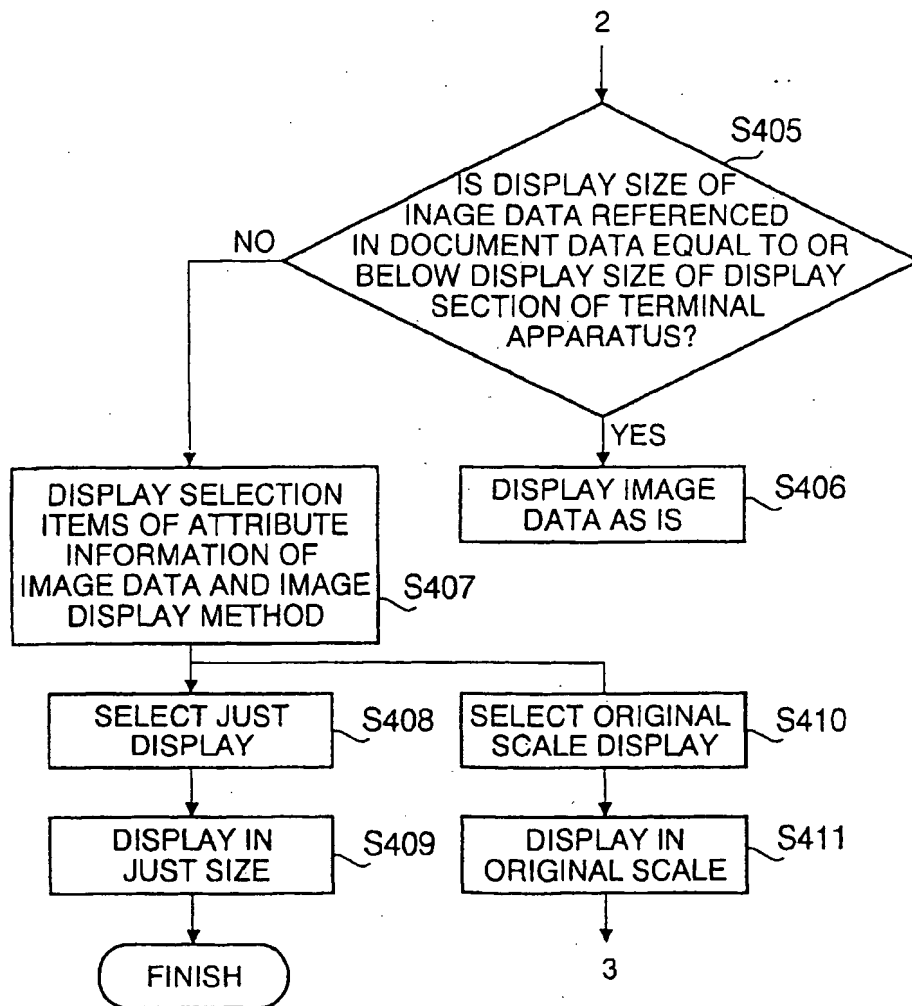 2
S405
IS DISPLAY SIZE OF
INAGE DATA REFERENCED
IN DOCUMENT DATA EQUAL TO OR
BELOW DISPLAY SIZE OF DISPLAY
SECTION OF TERMINAL
APPARATUS?
NO
YES
DISPLAY IMAGE
DATA AS IS
S406
DISPLAY SELECTION
ITEMS OF ATTRIBUTE
INFORMATION OF
IMAGE DATA AND IMAGE
DISPLAY METHOD
S407
SELECT JUST
DISPLAY
S408
SELECT ORIGINAL
SCALE DISPLAY
S410
DISPLAY IN
JUST SIZE
S409
DISPLAY IN
ORIGINAL SCALE
S411
FINISH
3